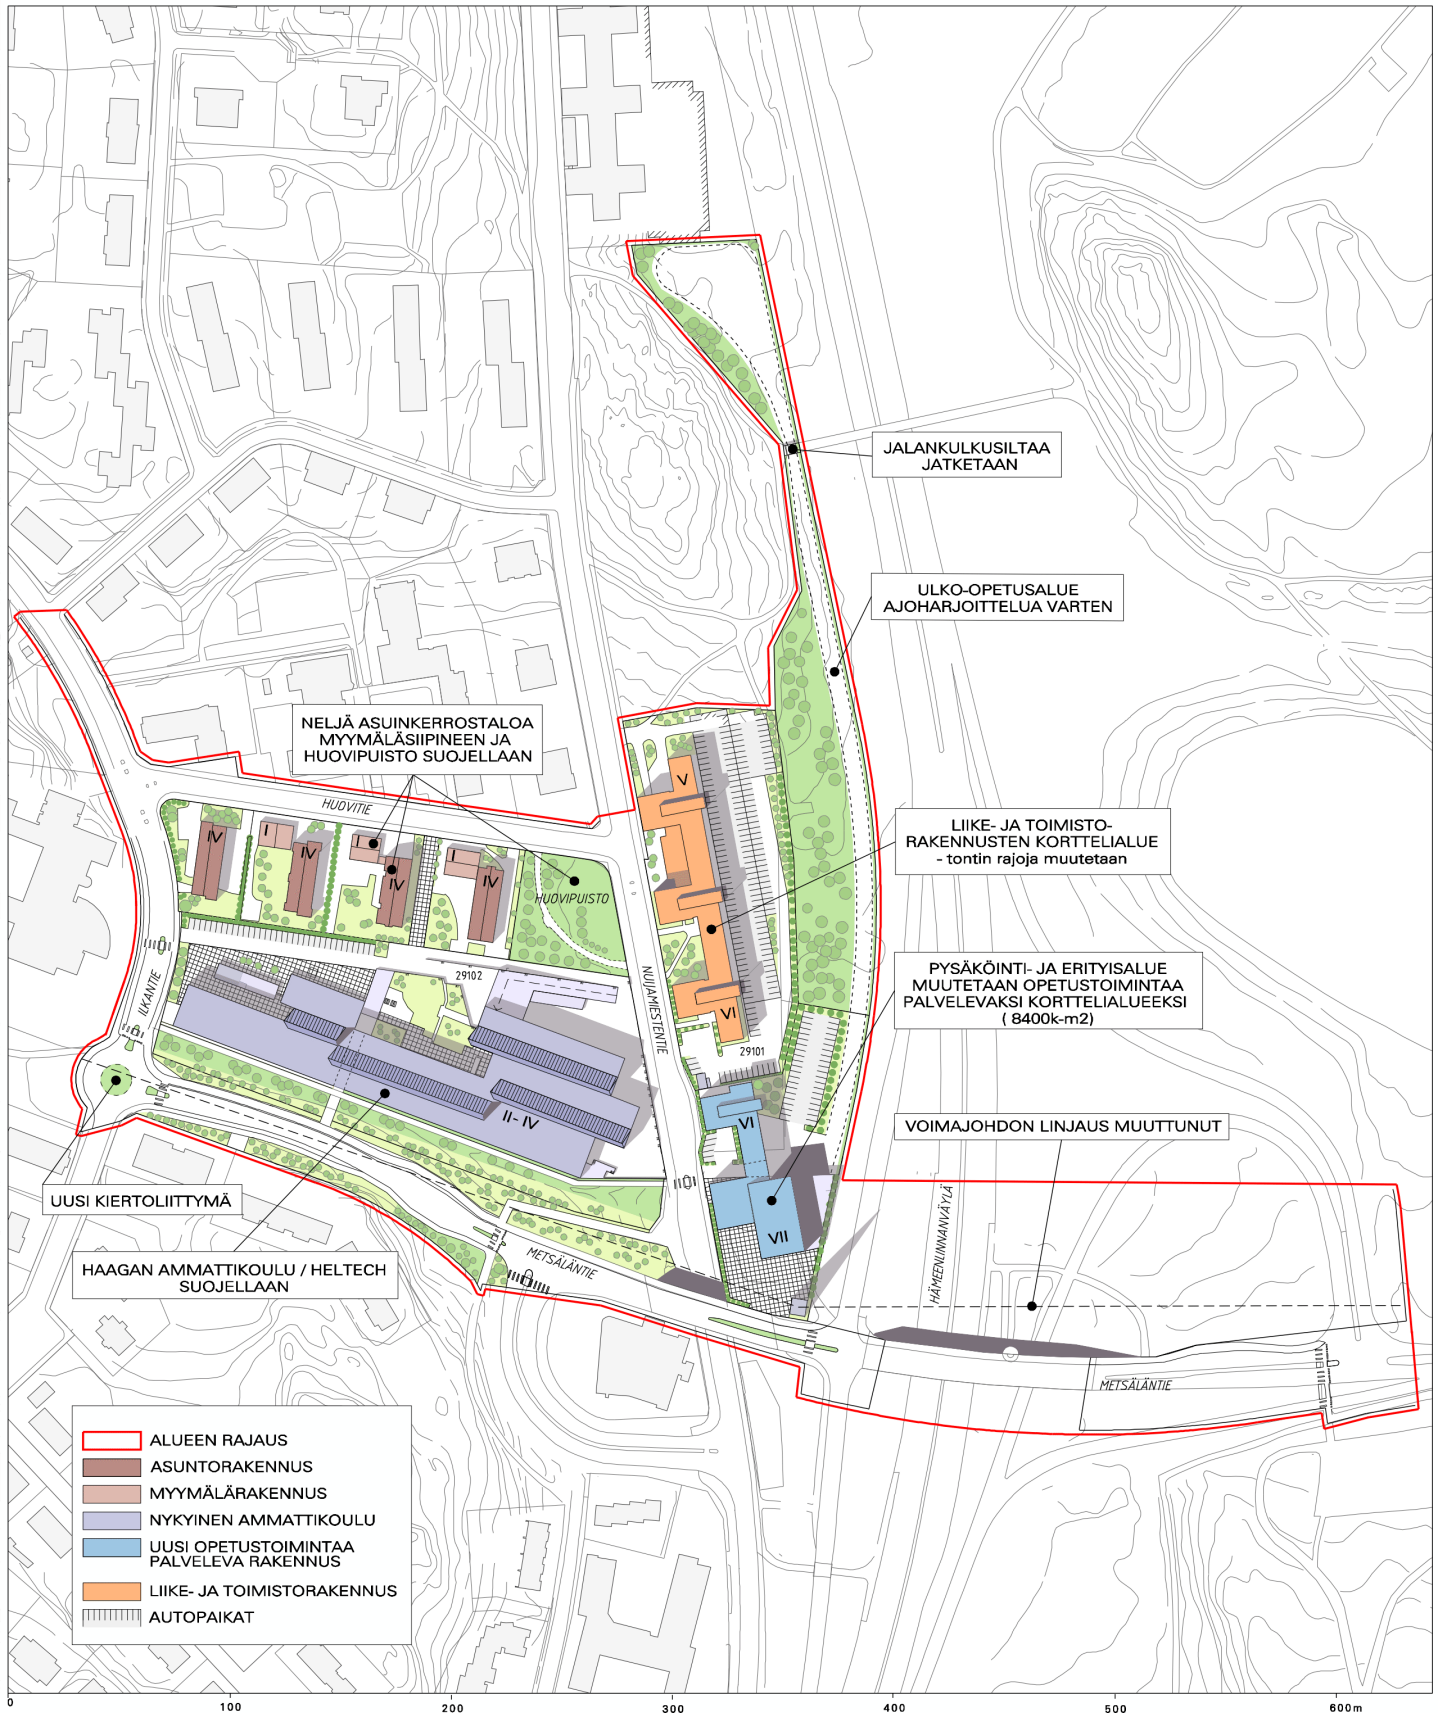 JALANKULKUSILTAA
JATKETAAN
ULKO-OPETUSALUE
AJOHARJOITTELUA VARTEN
NELJÄ ASUINKERROSTALOA
MYYMÄLÄSIIPINEEN JA
HUOVIPUISTO SUOJELLAAN
HUOVITIE
V
IV
I
IV
I
IV
I
IV
HUOVIPUISTO
LIIKE- JA TOIMISTO-
RAKENNUSTEN KORTTELIALUE
- tontin rajoja muutetaan
ILKANTIE
29102
NUIJAMIESTENTIE
VI
29101
PYSÄKÖINTI- JA ERITYISALUE
MUUTETAAN OPETUSTOIMINTAA
PALVELEVAKSI KORTTELIALUEEKSI
( 8400k-m2)
II- IV
VI
VOIMAJOHDON LINJAUS MUUTTUNUT
UUSI KIERTOLIITTYMÄ
VII
HÄMEENLINNANVÄYLÄ
METSÄLÄNTIE
HAAGAN AMMATTIKOULU / HELTECH
SUOJELLAAN
METSÄLÄNTIE
ALUEEN RAJAUS
ASUNTORAKENNUS
MYYMÄLÄRAKENNUS
NYKYINEN AMMATTIKOULU
UUSI OPETUSTOIMINTAA
PALVELEVA RAKENNUS
LIIKE- JA TOIMISTORAKENNUS
AUTOPAIKAT
0 100 200 300 400 500 600m